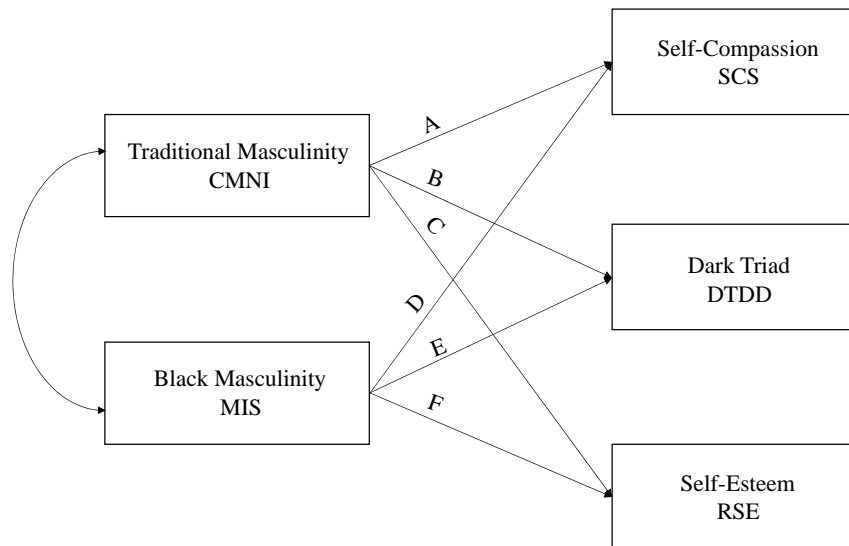 Self-Compassion
SCS
Traditional Masculinity
CMNI
A
B
C
Dark Triad
DTDD
D
E
Black Masculinity
MIS
F
Self-Esteem
RSE